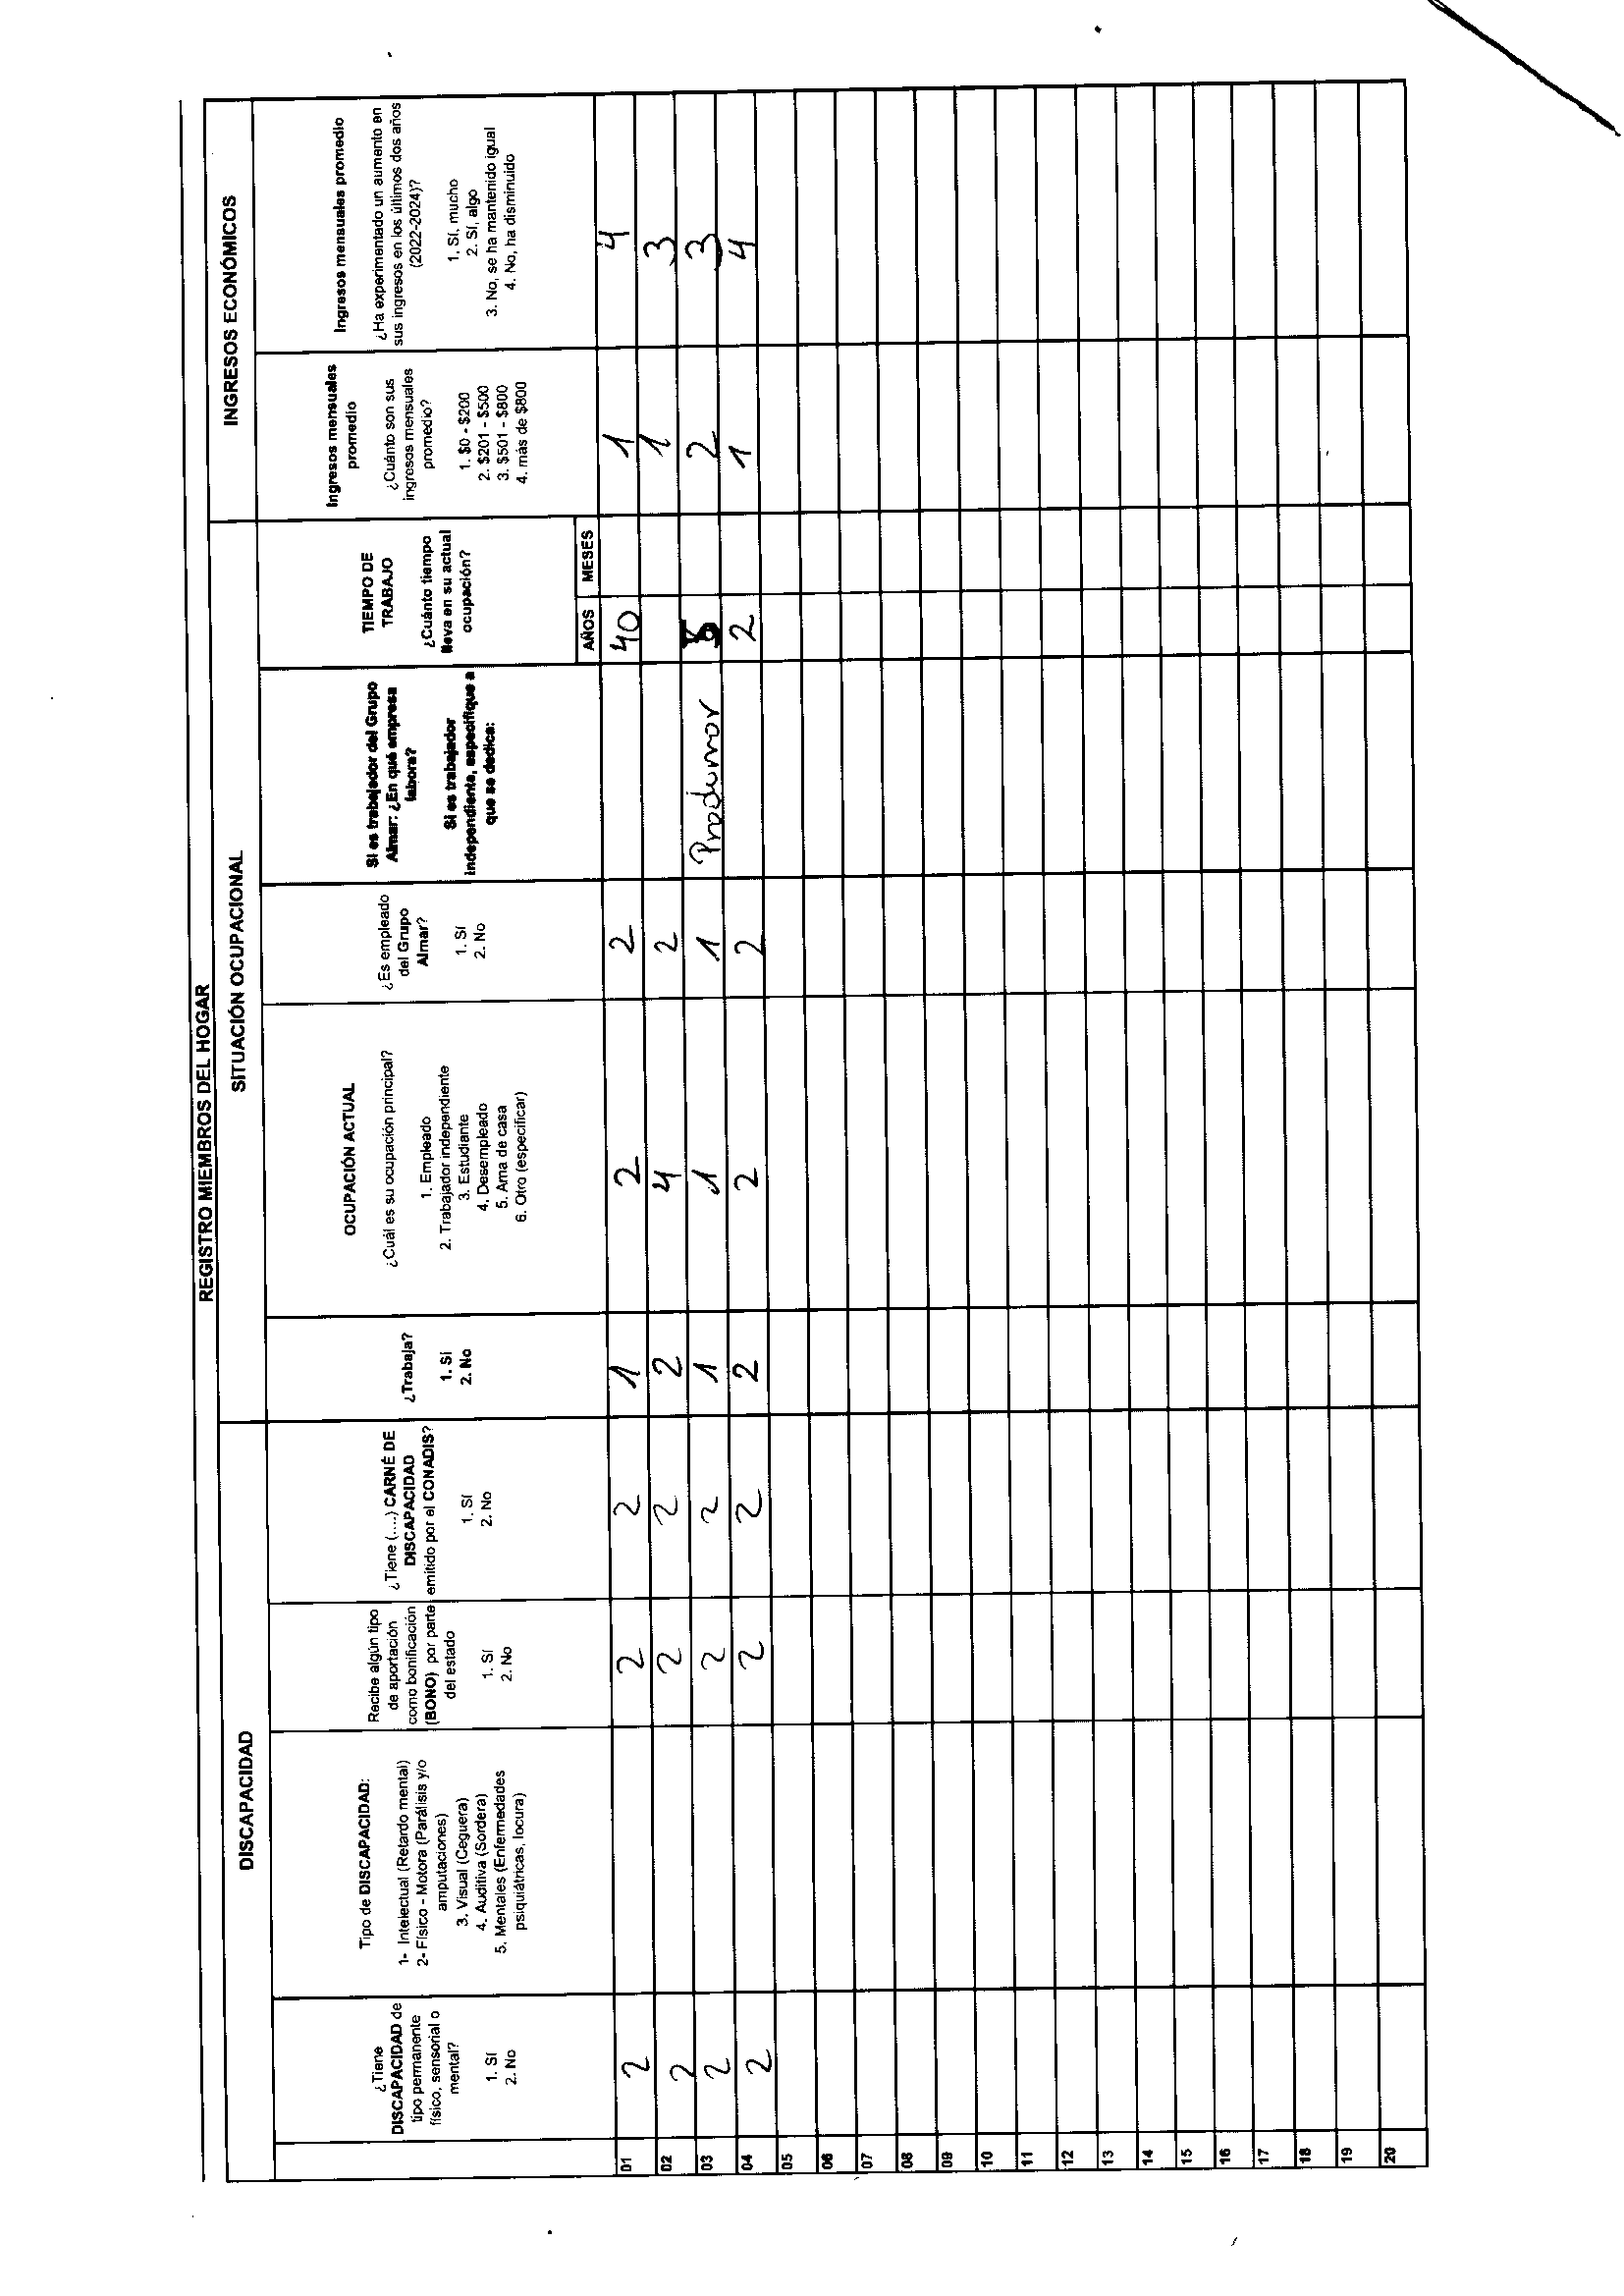 REGISTRO MIEMBROS DEL HOGAR
DISCAPACIDAD
SITUACIÓN OCUPACIONAL
INGRESOS ECONÓMICOS
¿Tiene
DISCAPACIDAD de
tipo permanente
físico, sensorial o
mental?
1. Sí
2. No
Tipo de DISCAPACIDAD:
1- Intelectual (Retardo mental)
2- Físico - Motora (Parálisis y/o
amputaciones)
3. Visual (Ceguera)
4. Auditiva (Sordera)
5. Mentales (Enfermedades
psiquiátricas, locura)
Recibe algún tipo
de aportación
como bonificación
(BONO) por parte
del estado
1. Sí
2. No
¿Tiene (....) CARNÉ DE
DISCAPACIDAD
emitido por el CONADIS?
1. Sí
2. No
¿Trabaja?
1. Sí
2. No
OCUPACIÓN ACTUAL
¿Cuál es su ocupación principal?
1. Empleado
2. Trabajador independiente
3. Estudiante
4. Desempleado
5. Ama de casa
6. Otro (especificar)
¿Es empleado
del Grupo
Almar?
1. Sí
2. No
Si es trabajador del Grupo
Almar: ¿En qué empresa
labora?
Si es trabajador
independiente, especifique a
que se dedica:
TIEMPO DE
TRABAJO
¿Cuánto tiempo
lleva en su actual
ocupación?
AÑOS MESES
Ingresos mensuales
promedio
¿Cuánto son sus
ingresos mensuales
promedio?
1. $0 - $200
2. $201 - $500
3. $501 - $800
4. más de $800
Ingresos mensuales promedio
¿Ha experimentado un aumento en
sus ingresos en los últimos dos años
(2022-2024)?
1. Sí, mucho
2. Sí, algo
3. No, se ha mantenido igual
4. No, ha disminuido
01 2 2 2 1 2 2 40 1 4
02 2 2 2 2 4 2 1 3
03 2 2 2 1 1 1 Produmar 2 3
04 2 2 2 2 2 2 2 1 4
05
06
07
08
09
10
11
12
13
14
15
16
17
18
19
20